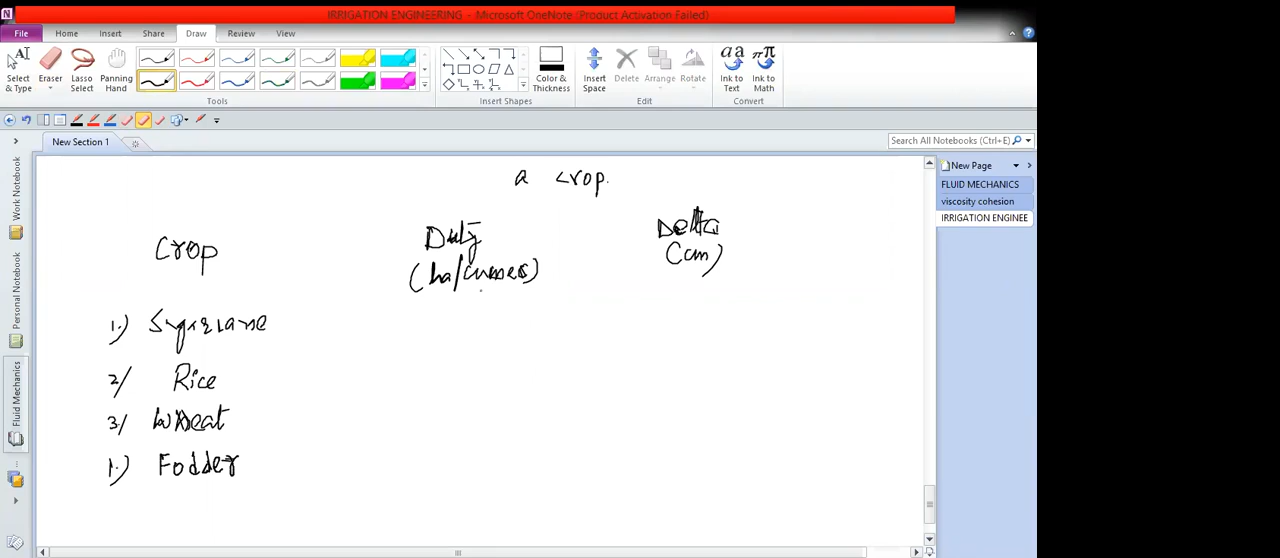 IRRIGATION ENGINEERING - Microsoft OneNote (Product Activation Failed)
File Home Insert Share Draw Review View
Select & Type Eraser Lasso Select Panning Hand
Color & Thickness Insert Space Delete Arrange Rotate Ink to Text Ink to Math
Tools Insert Shapes Edit Convert
New Section 1 Search All Notebooks (Ctrl+E)
New Page
FLUID MECHANICS
viscosity cohesion
IRRIGATION ENGINEE
Work Notebook
Personal Notebook
Fluid Mechanics
a crop.
Crop Duty Delta
(ha/cumecs) (cm)
1.) Sugarcane
2/ Rice
3/ Wheat
1.) Fodder